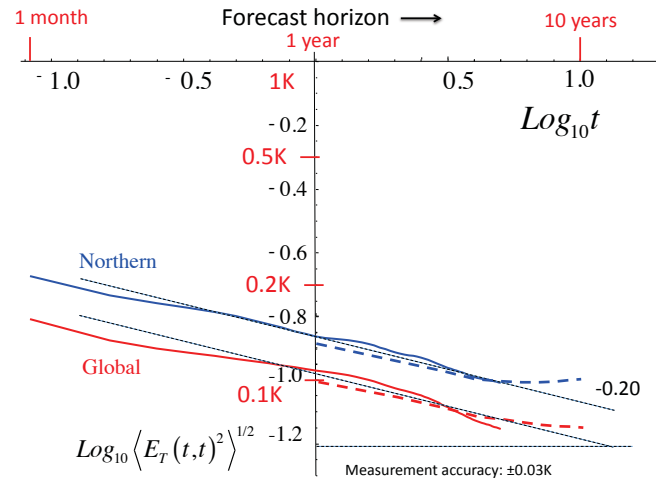 1 month
Forecast horizon →
10 years
1 year
- 1.0
- 0.5
1K
0.5
1.0
- 0.2
Log₁₀t
0.5K
- 0.4
- 0.6
Northern
0.2K
- 0.8
Global
-1.0
0.1K
-0.20
-1.2
Log₁₀⟨E_T(t,t)²⟩^{1/2}
Measurement accuracy: ±0.03K